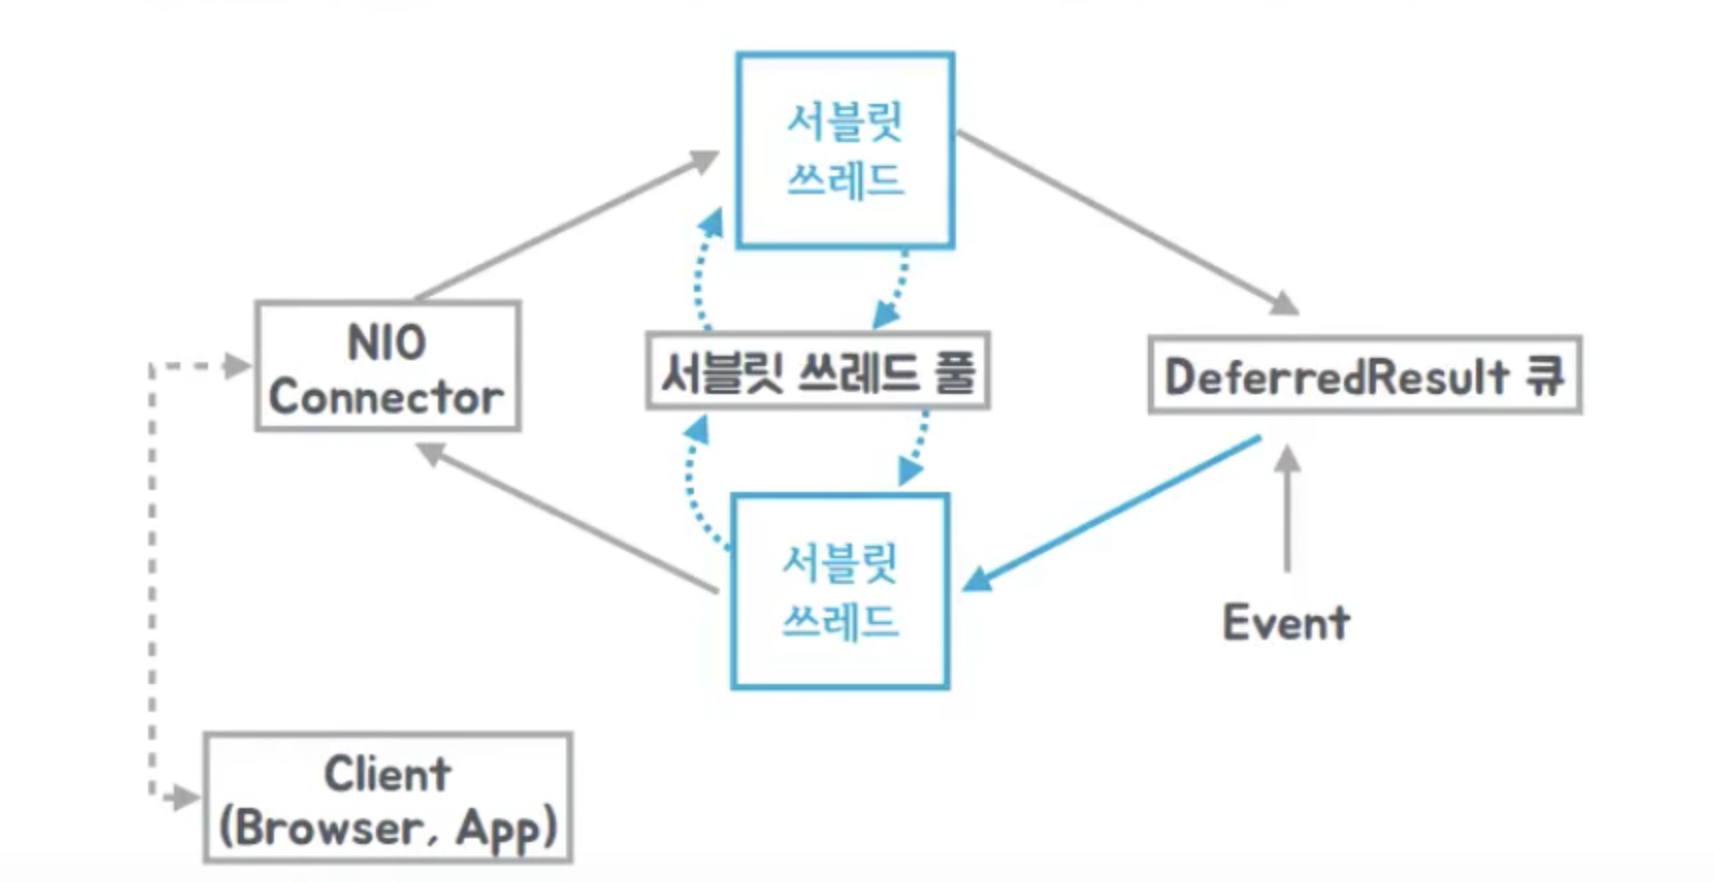 서블릿
쓰레드
NIO
Connector
서블릿 쓰레드 풀
DeferredResult 큐
서블릿
쓰레드
Event
Client
(Browser, App)